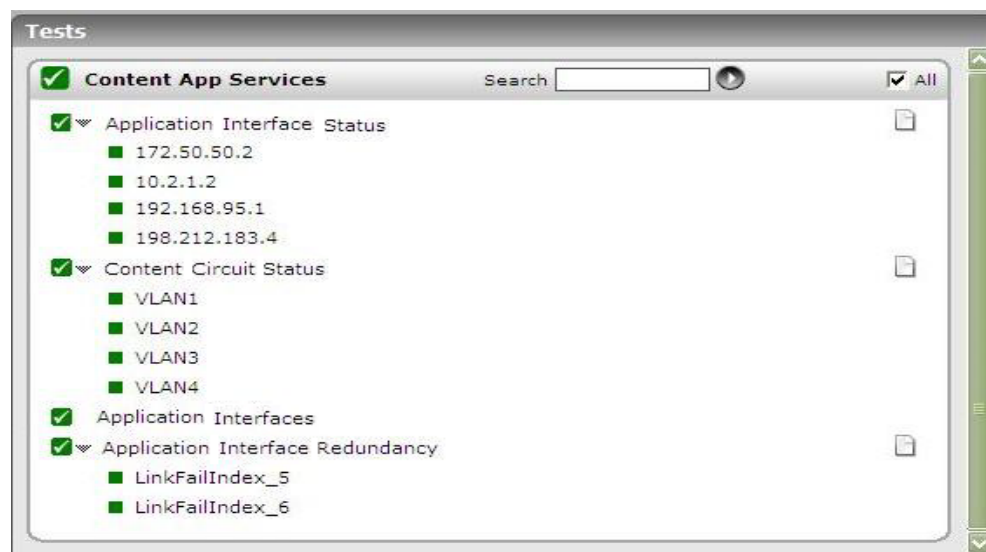 Tests
Content App Services Search All
Application Interface Status
172.50.50.2
10.2.1.2
192.168.95.1
198.212.183.4
Content Circuit Status
VLAN1
VLAN2
VLAN3
VLAN4
Application Interfaces
Application Interface Redundancy
LinkFailIndex_5
LinkFailIndex_6